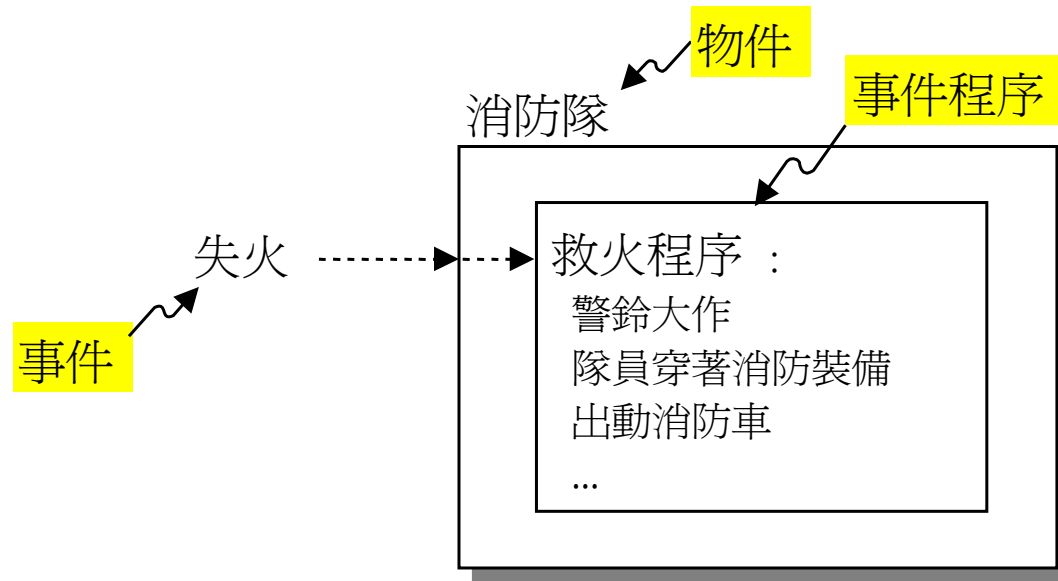 物件
事件程序
消防隊
失火
救火程序 :
警鈴大作
隊員穿著消防裝備
出動消防車
...
事件